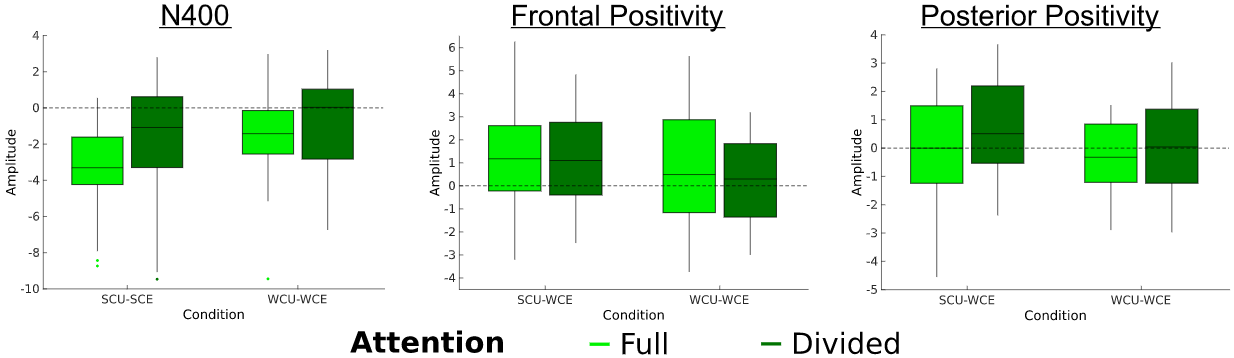 N400
Frontal Positivity
Posterior Positivity
4
2
0
-2
-4
-6
-8
-10
Amplitude
SCU-SCE
WCU-WCE
Condition
6
5
4
3
2
1
0
-1
-2
-3
-4
Amplitude
SCU-WCE
WCU-WCE
Condition
4
3
2
1
0
-1
-2
-3
-4
-5
Amplitude
SCU-WCE
WCU-WCE
Condition
Attention
Full
Divided